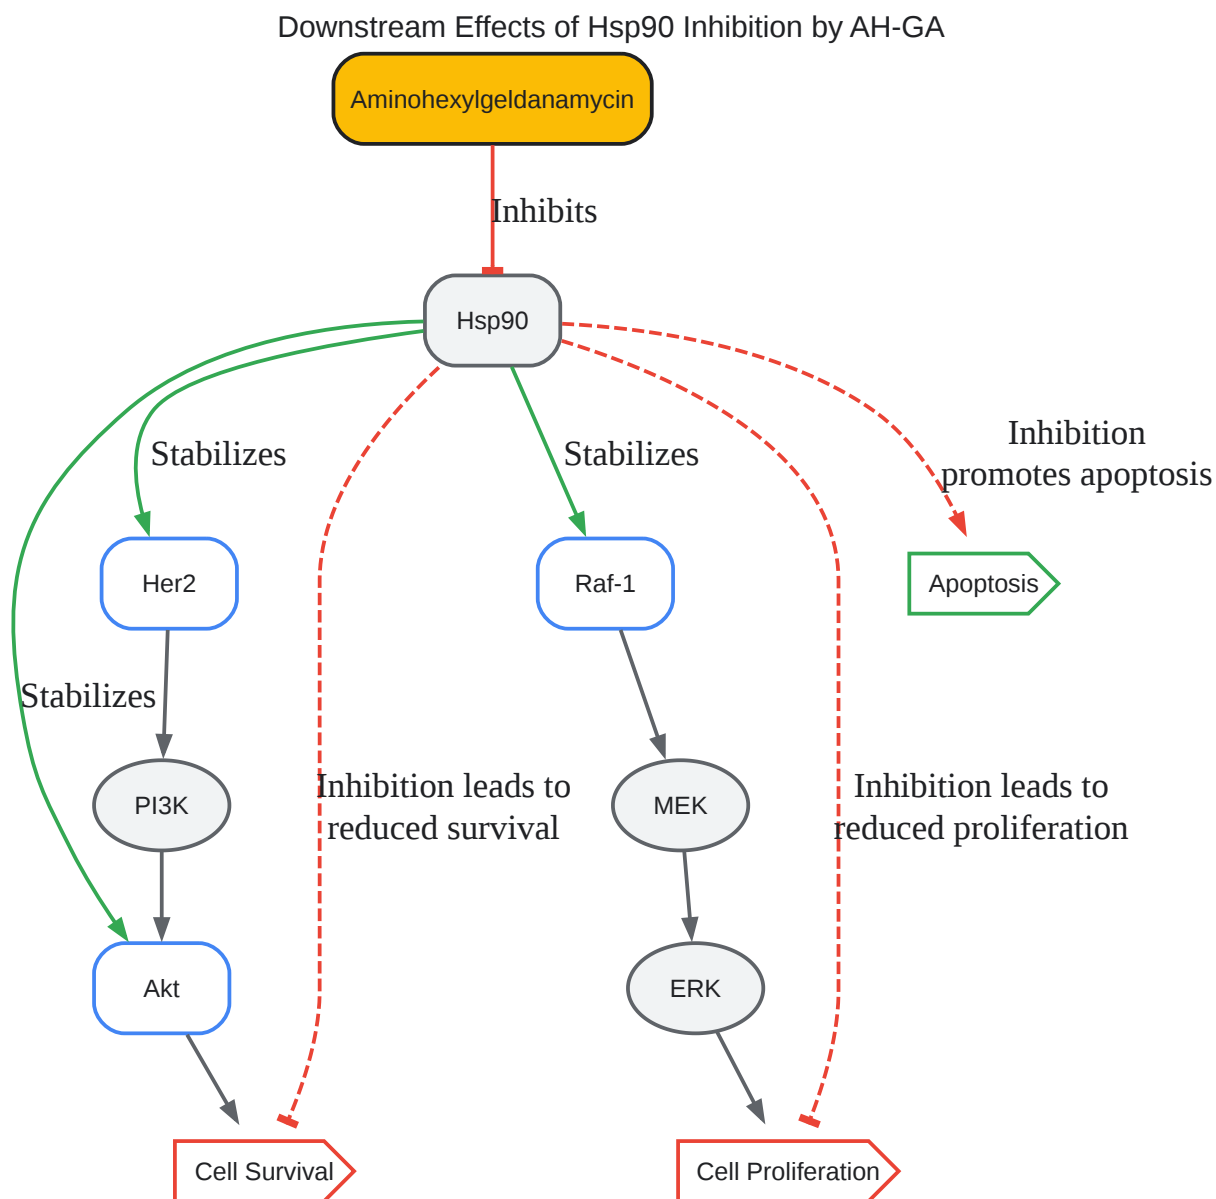 Downstream Effects of Hsp90 Inhibition by AH-GA
Aminohexylgeldanamycin
Inhibits
Hsp90
Stabilizes
Stabilizes
Inhibition
promotes apoptosis
Her2
Raf-1
Apoptosis
Stabilizes
PI3K
Inhibition leads to
reduced survival
MEK
Inhibition leads to
reduced proliferation
Akt
ERK
Cell Survival
Cell Proliferation